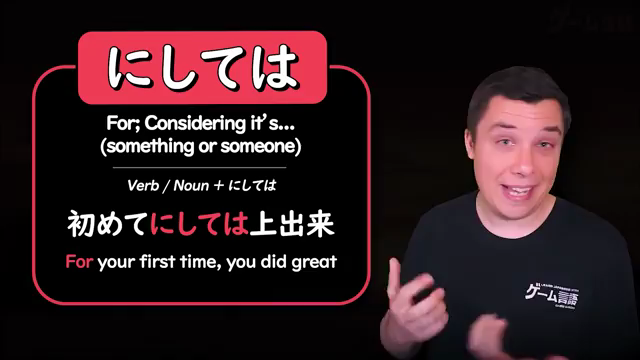 にしては
For; Considering it's...
(something or someone)
Verb / Noun + にしては
初めてにしては上出来
For your first time, you did great
ゲーム言語